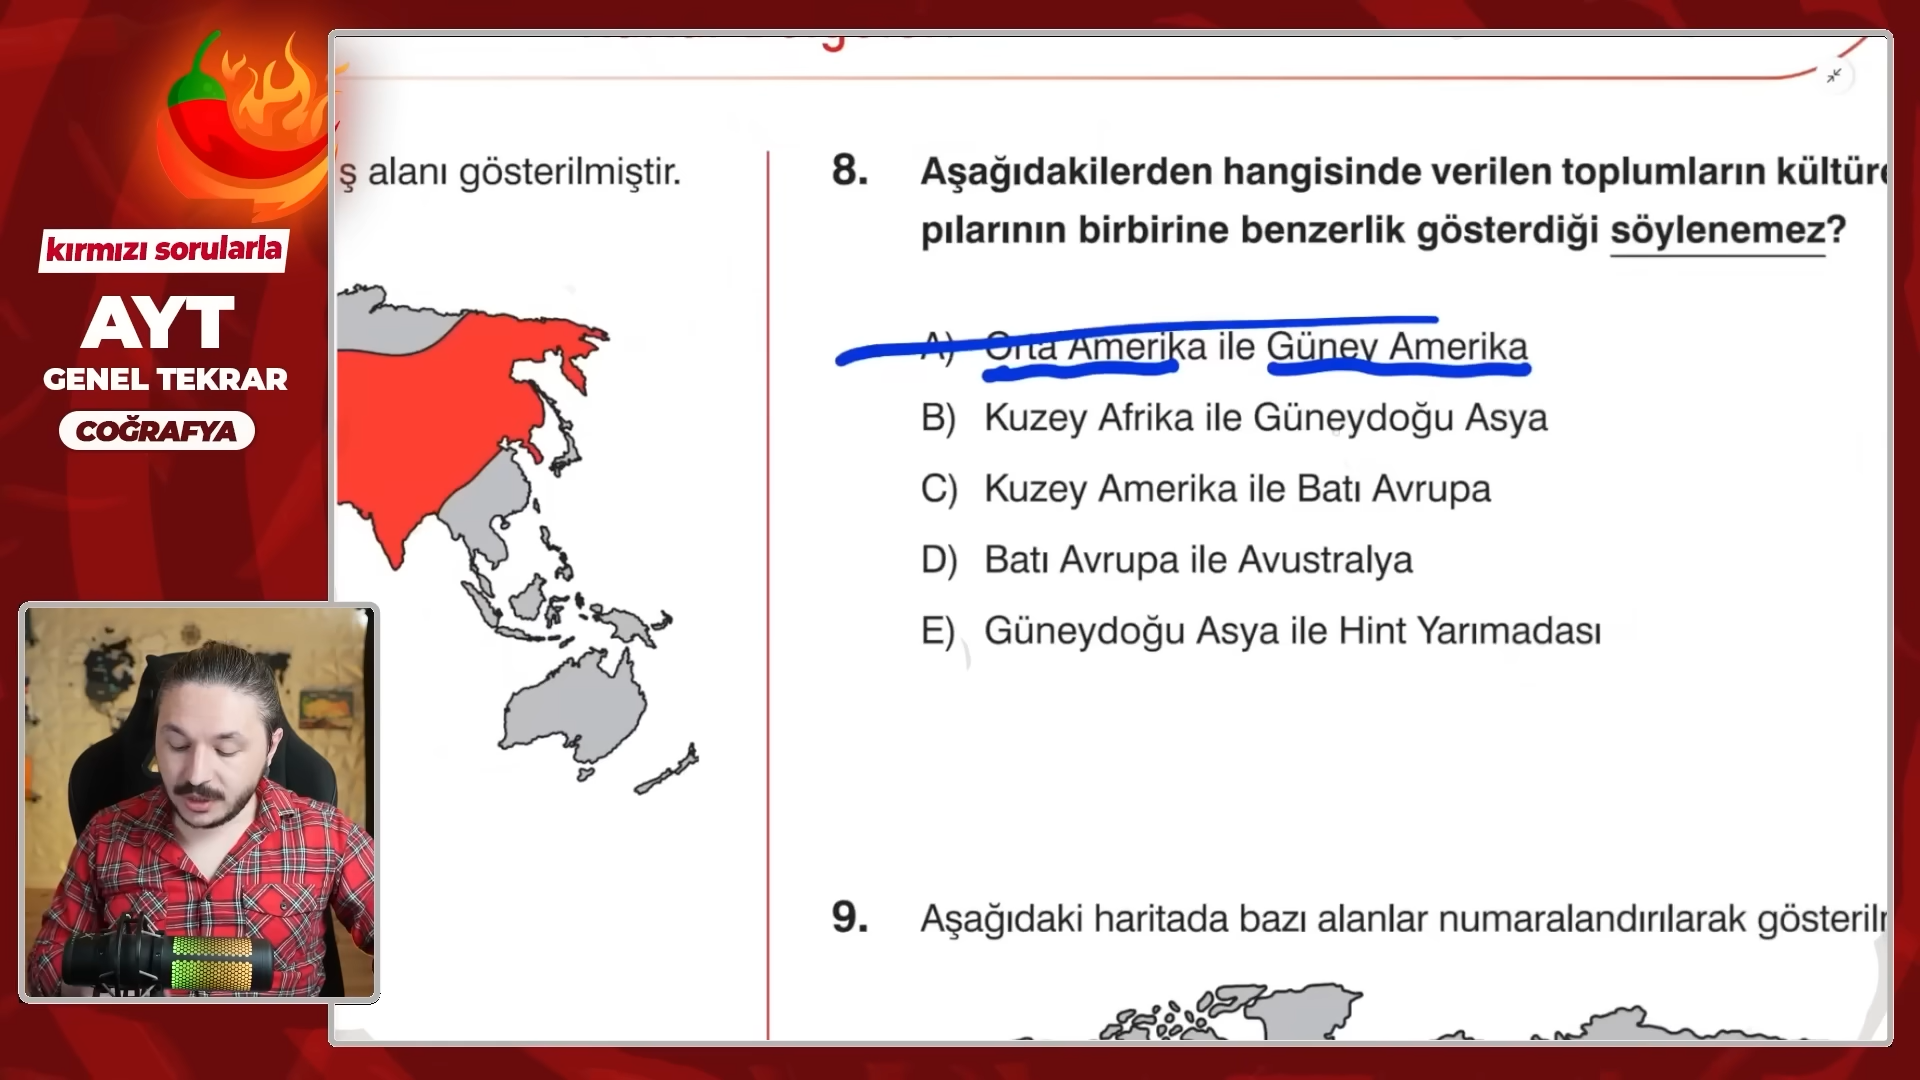 kırmızı sorularla
AYT
GENEL TEKRAR
COĞRAFYA
ş alanı gösterilmiştir.
8. Aşağıdakilerden hangisinde verilen toplumların
pılarının birbirine benzerlik gösterdiği söylenemez?
A) Orta Amerika ile Güney Amerika
B) Kuzey Afrika ile Güneydoğu Asya
C) Kuzey Amerika ile Batı Avrupa
D) Batı Avrupa ile Avustralya
E) Güneydoğu Asya ile Hint Yarımadası
9. Aşağıdaki haritada bazı alanlar numaralandırılarak